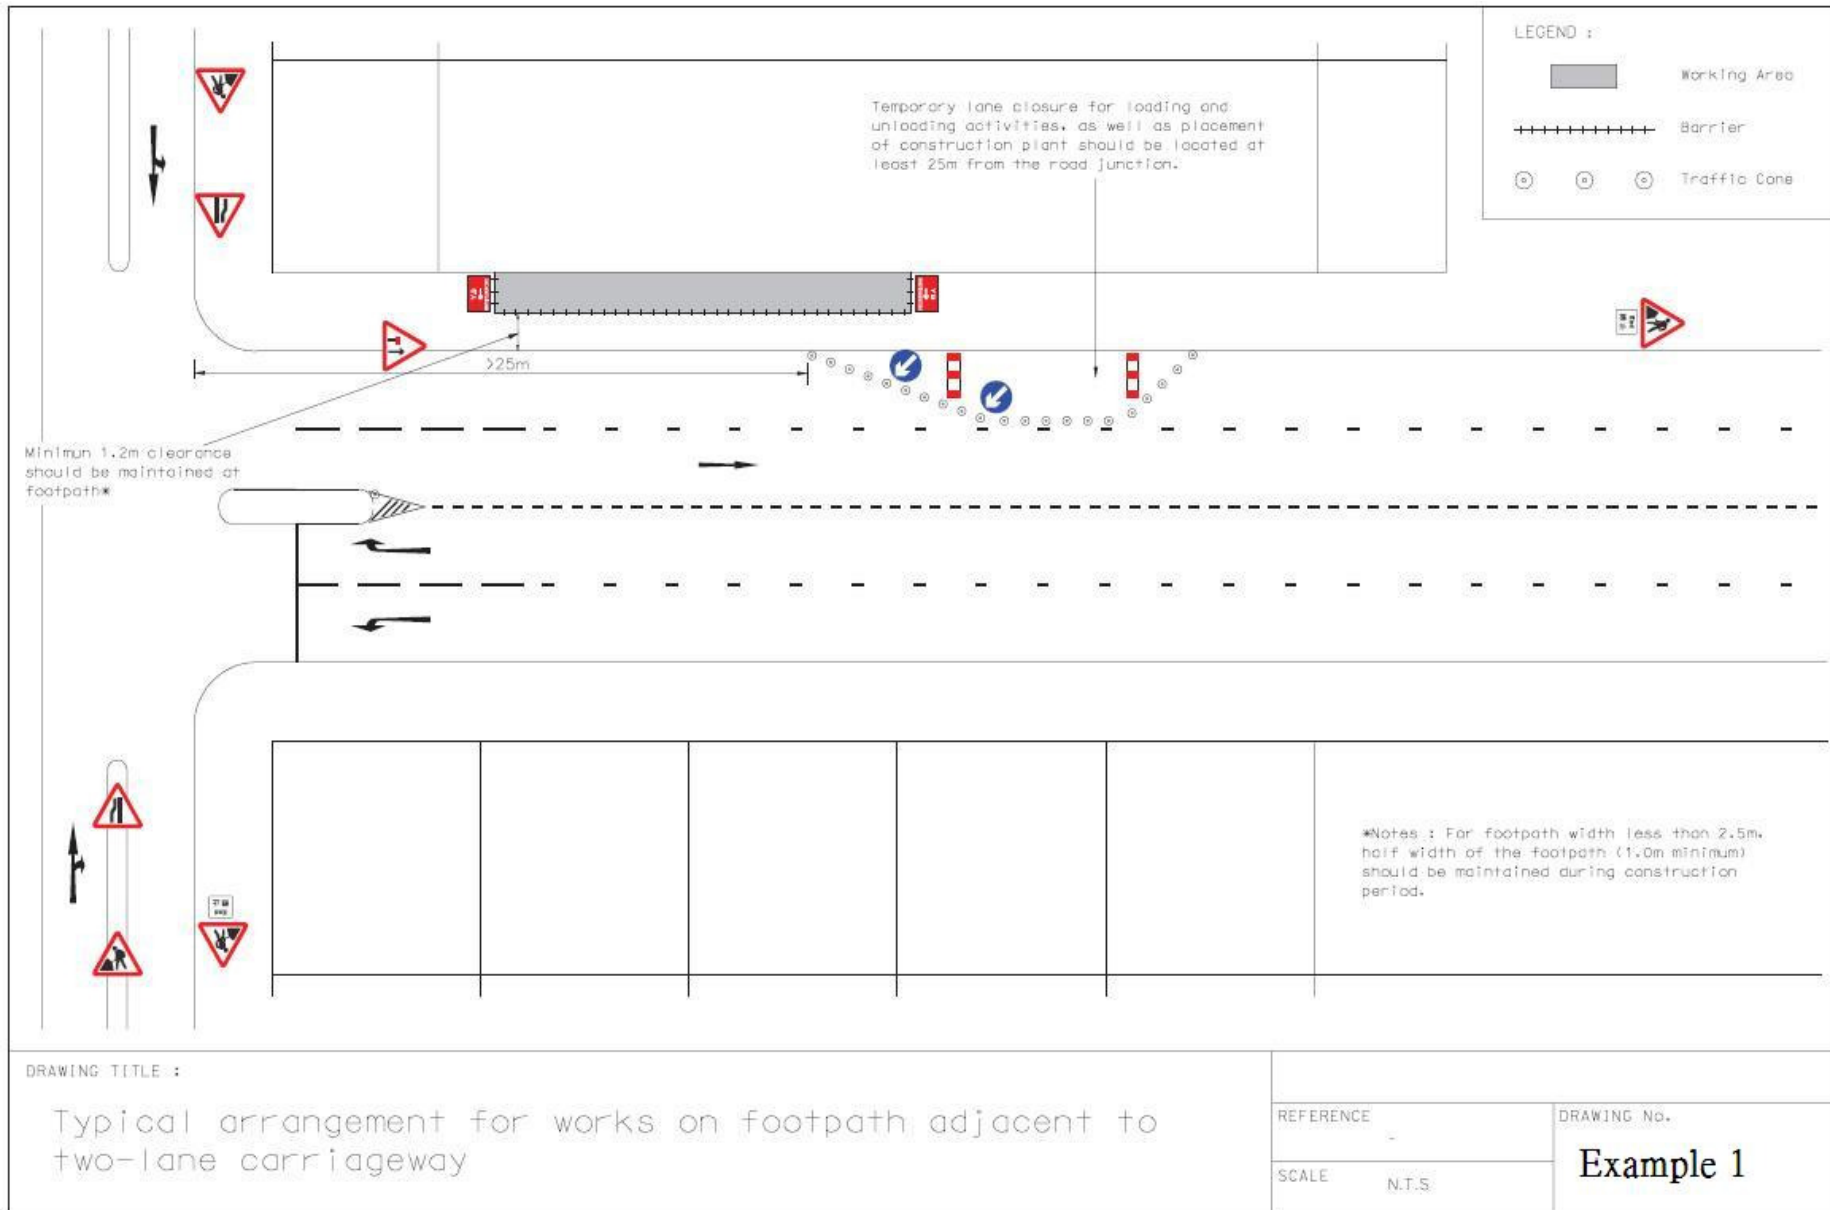 LEGEND :
Working Area
Barrier
Traffic Cone
Temporary lane closure for loading and
unloading activities, as well as placement
of construction plant should be located at
least 25m from the road junction.
>25m
Minimun 1.2m clearance
should be maintained at
footpath*
*Notes : For footpath width less than 2.5m,
half width of the footpath (1.0m minimum)
should be maintained during construction
period.
DRAWING TITLE :
Typical arrangement for works on footpath adjacent to
two-lane carriageway
REFERENCE
-
SCALE
N.T.S
DRAWING No.
Example 1